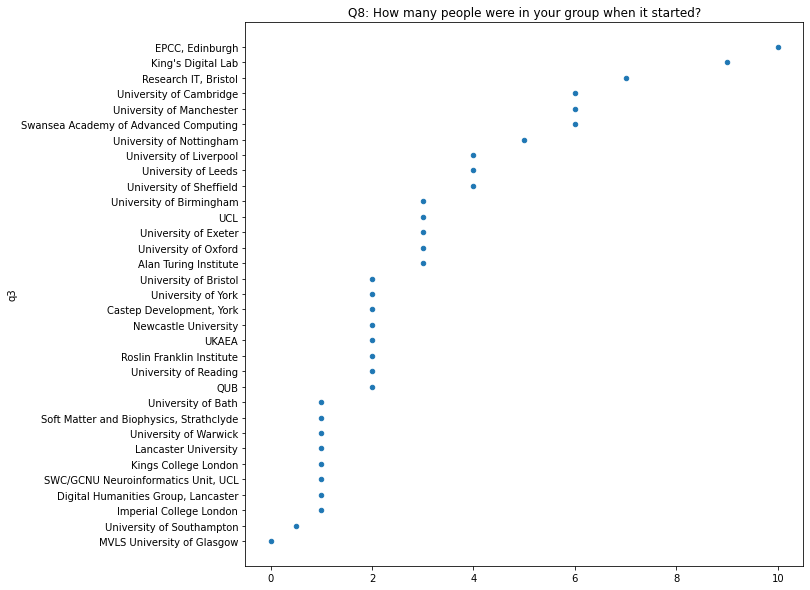 Q8: How many people were in your group when it started?
EPCC, Edinburgh
King's Digital Lab
Research IT, Bristol
University of Cambridge
University of Manchester
Swansea Academy of Advanced Computing
University of Nottingham
University of Liverpool
University of Leeds
University of Sheffield
University of Birmingham
UCL
University of Exeter
University of Oxford
Alan Turing Institute
University of Bristol
University of York
Castep Development, York
Newcastle University
UKAEA
Roslin Franklin Institute
University of Reading
QUB
University of Bath
Soft Matter and Biophysics, Strathclyde
University of Warwick
Lancaster University
Kings College London
SWC/GCNU Neuroinformatics Unit, UCL
Digital Humanities Group, Lancaster
Imperial College London
University of Southampton
MVLS University of Glasgow
q3
0 2 4 6 8 10